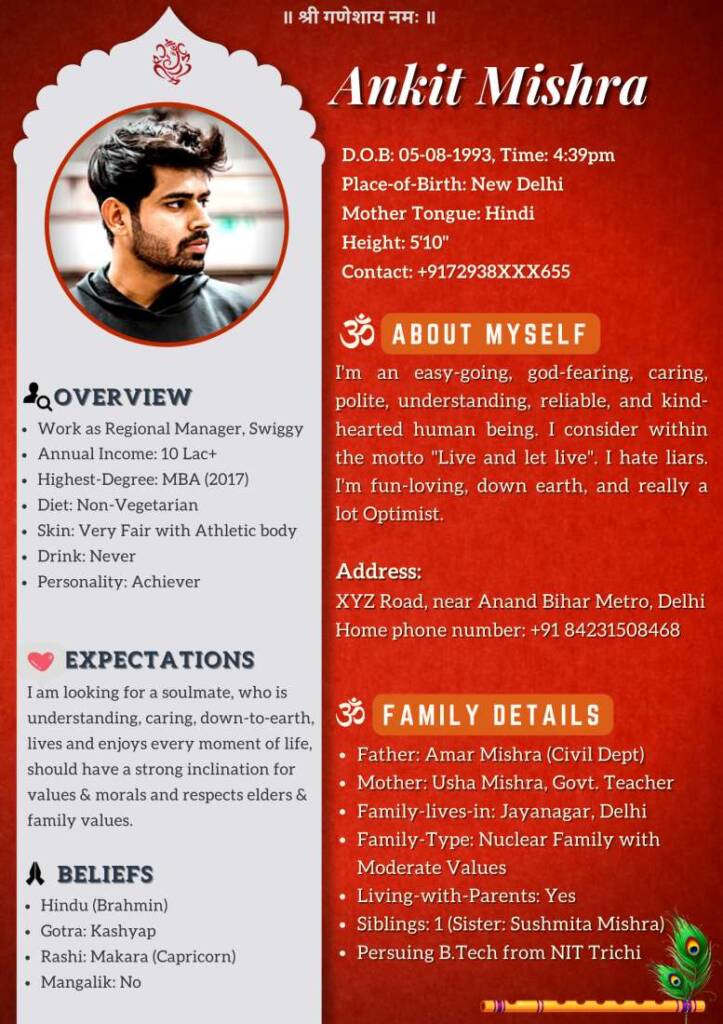 ॥ श्री गणेशाय नमः ॥
Ankit Mishra
D.O.B: 05-08-1993, Time: 4:39pm
Place-of-Birth: New Delhi
Mother Tongue: Hindi
Height: 5'10"
Contact: +9172938XXX655
ॐ ABOUT MYSELF
I'm an easy-going, god-fearing, caring,
polite, understanding, reliable, and kind-
hearted human being. I consider within
the motto "Live and let live". I hate liars.
I'm fun-loving, down earth, and really a
lot Optimist.
Address:
XYZ Road, near Anand Bihar Metro, Delhi
Home phone number: +91 84231508468
ॐ FAMILY DETAILS
• Father: Amar Mishra (Civil Dept)
• Mother: Usha Mishra, Govt. Teacher
• Family-lives-in: Jayanagar, Delhi
• Family-Type: Nuclear Family with
Moderate Values
• Living-with-Parents: Yes
• Siblings: 1 (Sister: Sushmita Mishra)
• Persuing B.Tech from NIT Trichi
OVERVIEW
• Work as Regional Manager, Swiggy
• Annual Income: 10 Lac+
• Highest-Degree: MBA (2017)
• Diet: Non-Vegetarian
• Skin: Very Fair with Athletic body
• Drink: Never
• Personality: Achiever
EXPECTATIONS
I am looking for a soulmate, who is
understanding, caring, down-to-earth,
lives and enjoys every moment of life,
should have a strong inclination for
values & morals and respects elders &
family values.
BELIEFS
• Hindu (Brahmin)
• Gotra: Kashyap
• Rashi: Makara (Capricorn)
• Mangalik: No